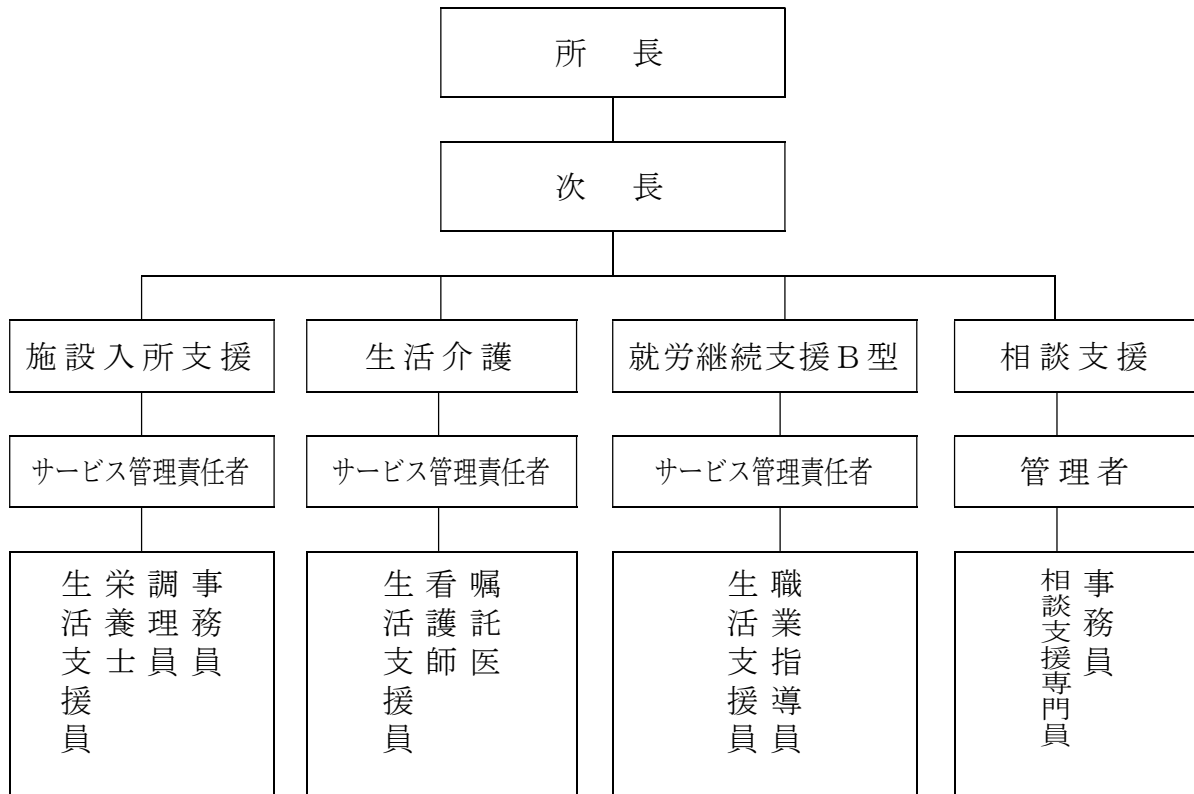 所　長
次　長
施設入所支援
生活介護
就労継続支援Ｂ型
相談支援
サービス管理責任者
サービス管理責任者
サービス管理責任者
管理者
事務員
調理員
栄養士
生活支援員
嘱託医
看護師
生活支援員
職業指導員
生活支援員
事務員
相談支援専門員